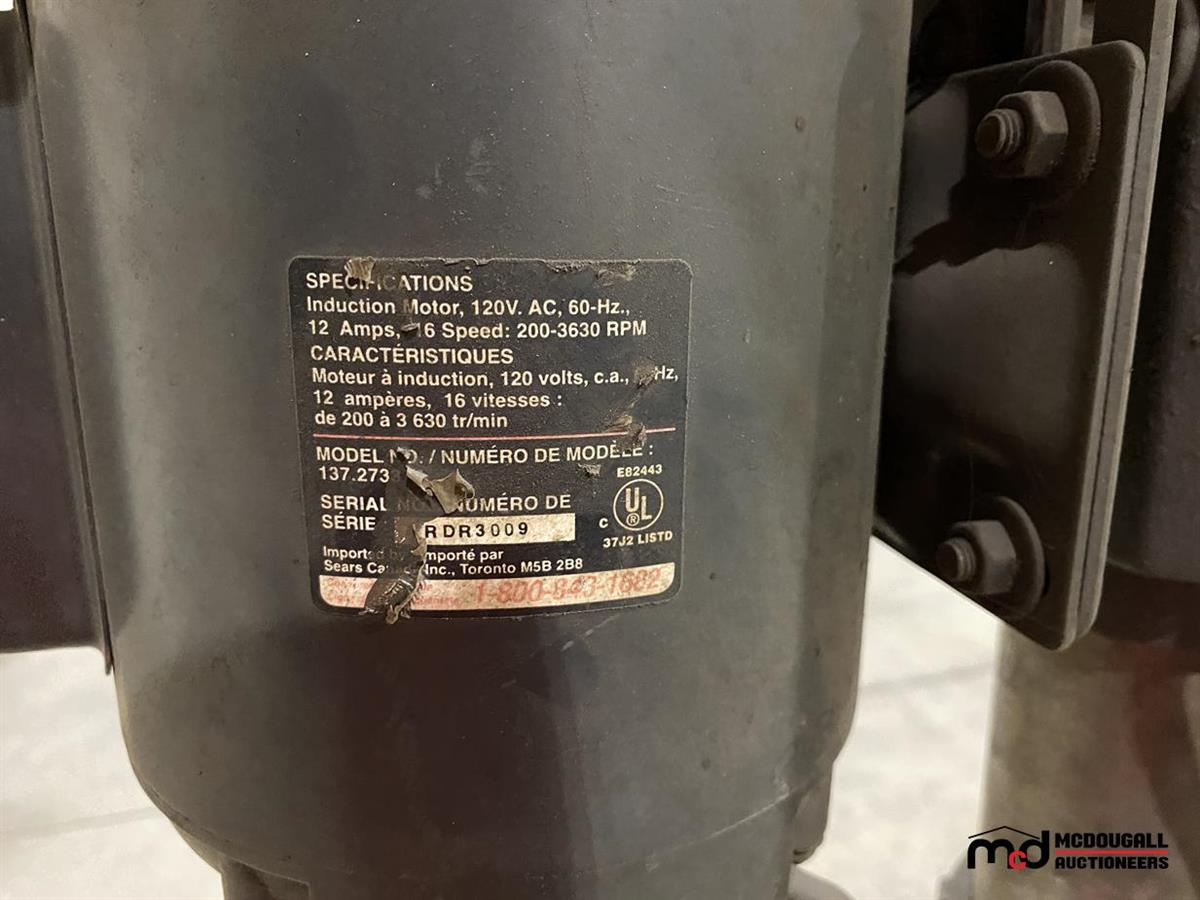 SPECIFICATIONS
Induction Motor, 120V. AC, 60-Hz.,
12 Amps, 16 Speed: 200-3630 RPM
CARACTÉRISTIQUES
Moteur à induction, 120 volts, c.a., Hz,
12 ampères, 16 vitesses :
de 200 à 3 630 tr/min
MODEL NO. / NUMÉRO DE MODÈLE :
137.273
E82443
SERIAL NO. NUMÉRO DE
SÉRIE RDR3009
C UL ®
37J2 LISTD
Imported by importé par
Sears Canada Inc., Toronto M5B 2B8
1-800-843-1682
mcd MCDOUGALL
AUCTIONEERS